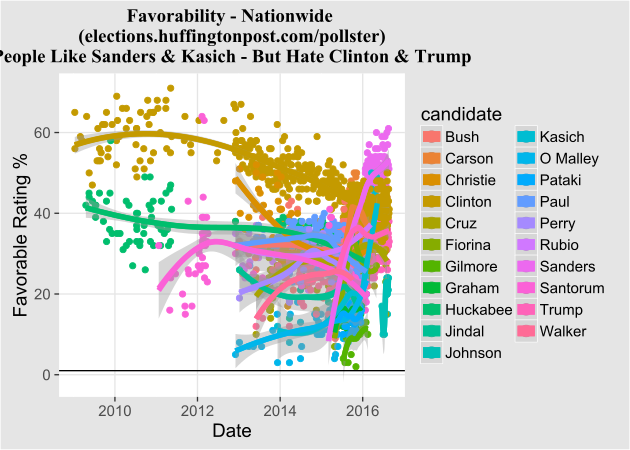 Favorability - Nationwide
(elections.huffingtonpost.com/pollster)
People Like Sanders & Kasich - But Hate Clinton & Trump
Favorable Rating %
60
40
20
0
2010
2012
2014
2016
Date
candidate
Bush
Carson
Christie
Clinton
Cruz
Fiorina
Gilmore
Graham
Huckabee
Jindal
Johnson
Kasich
O Malley
Pataki
Paul
Perry
Rubio
Sanders
Santorum
Trump
Walker